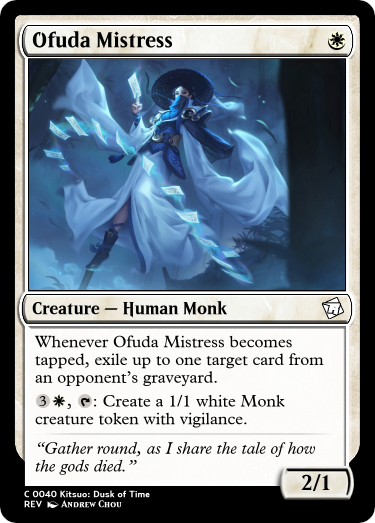 Ofuda Mistress
Creature — Human Monk
Whenever Ofuda Mistress becomes
tapped, exile up to one target card from
an opponent's graveyard.
3, : Create a 1/1 white Monk
creature token with vigilance.
"Gather round, as I share the tale of how
the gods died."
2/1
C 0040 Kitsuo: Dusk of Time
REV Andrew Chou